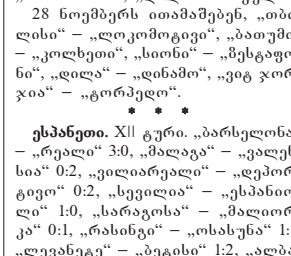 28 ნოემბერს ითამაშებენ, „თბი
ლისი“ – „ლოკომოტივი“, „ბათუმი
– „კოლხეთი“, „სიონი“ – „ზესტაფო
ნი“, „დილა“ – „დინამო“, „ვიტ ჯორ
ჯია“ – „ტორპედო“.
* * *
ესპანეთი. XII ტური. „ბარსელონა
– „რეალი“ 3:0, „მალაგა“ – „ვალენ
სია“ 0:2, „ვილიარეალი“ – „დეპორ
ტივო“ 0:2, „სევილია“ – „ესპანიო
ლი“ 1:0, „სარაგოსა“ – „მალიორ
კა“ 0:1, „რასინგი“ – „ოსასუნა“ 1:
„ლევანტე“ – „ბეტისი“ 1:2, „ალბა